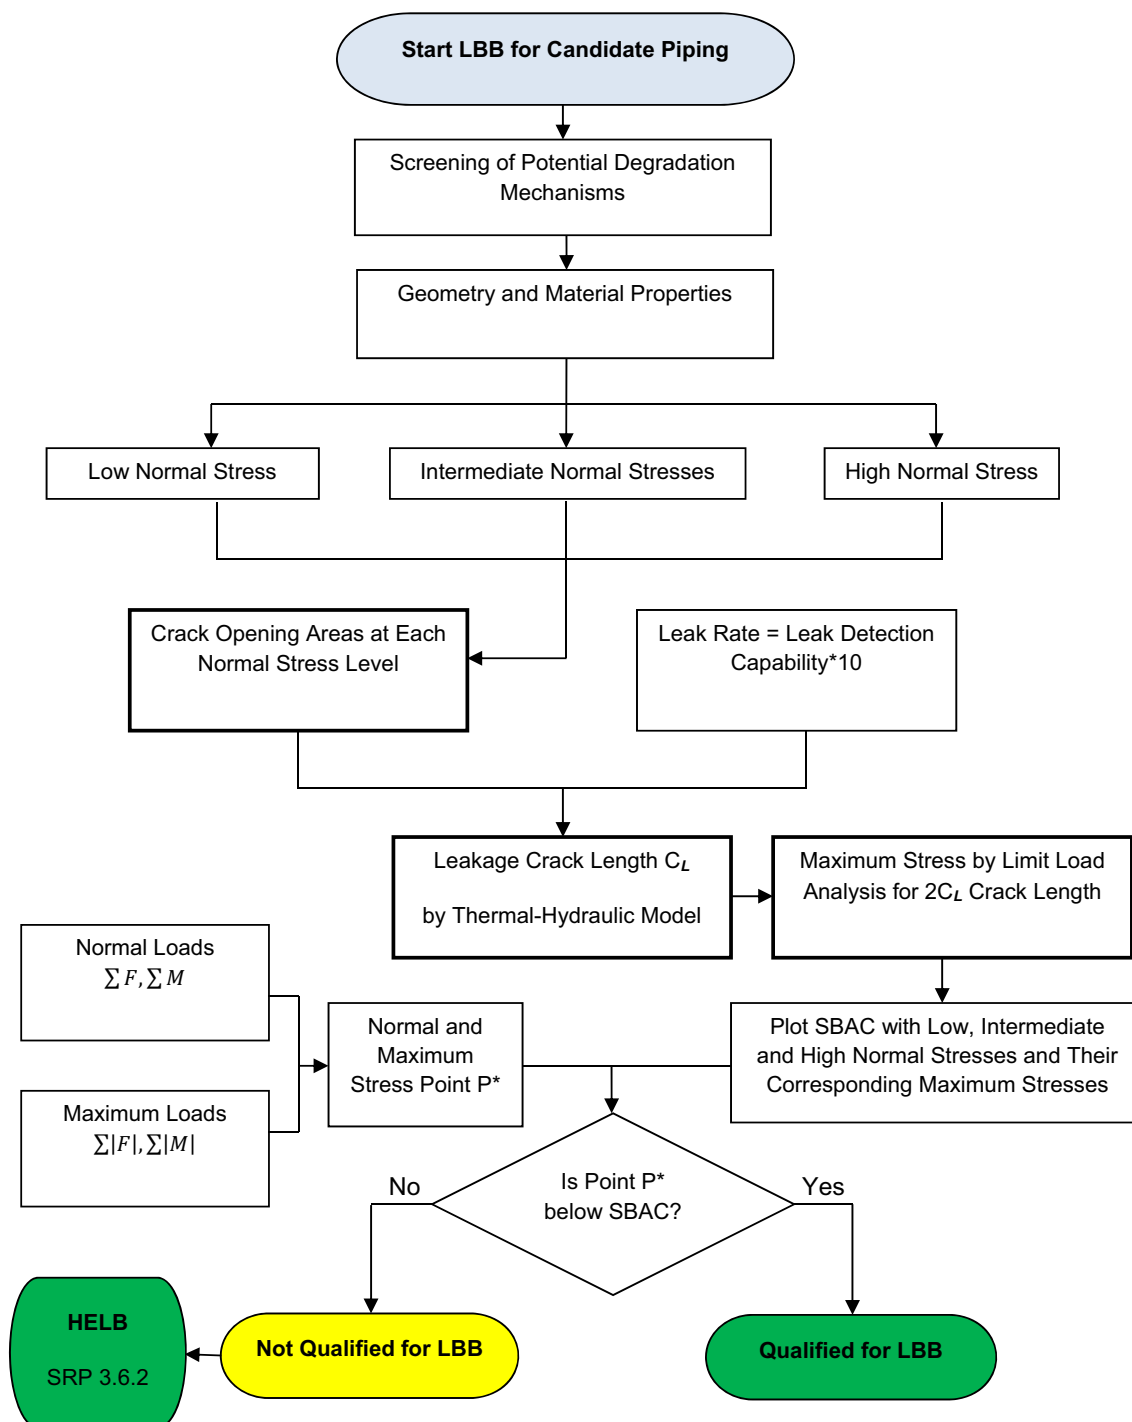 Start LBB for Candidate Piping
Screening of Potential Degradation
Mechanisms
Geometry and Material Properties
Low Normal Stress
Intermediate Normal Stresses
High Normal Stress
Crack Opening Areas at Each
Normal Stress Level
Leak Rate = Leak Detection
Capability*10
Leakage Crack Length C_L
by Thermal-Hydraulic Model
Maximum Stress by Limit Load
Analysis for 2C_L Crack Length
Normal Loads
∑ F, ∑ M
Maximum Loads
∑|F|, ∑|M|
Normal and
Maximum
Stress Point P*
Plot SBAC with Low, Intermediate
and High Normal Stresses and Their
Corresponding Maximum Stresses
Is Point P*
below SBAC?
No
Yes
HELB
SRP 3.6.2
Not Qualified for LBB
Qualified for LBB